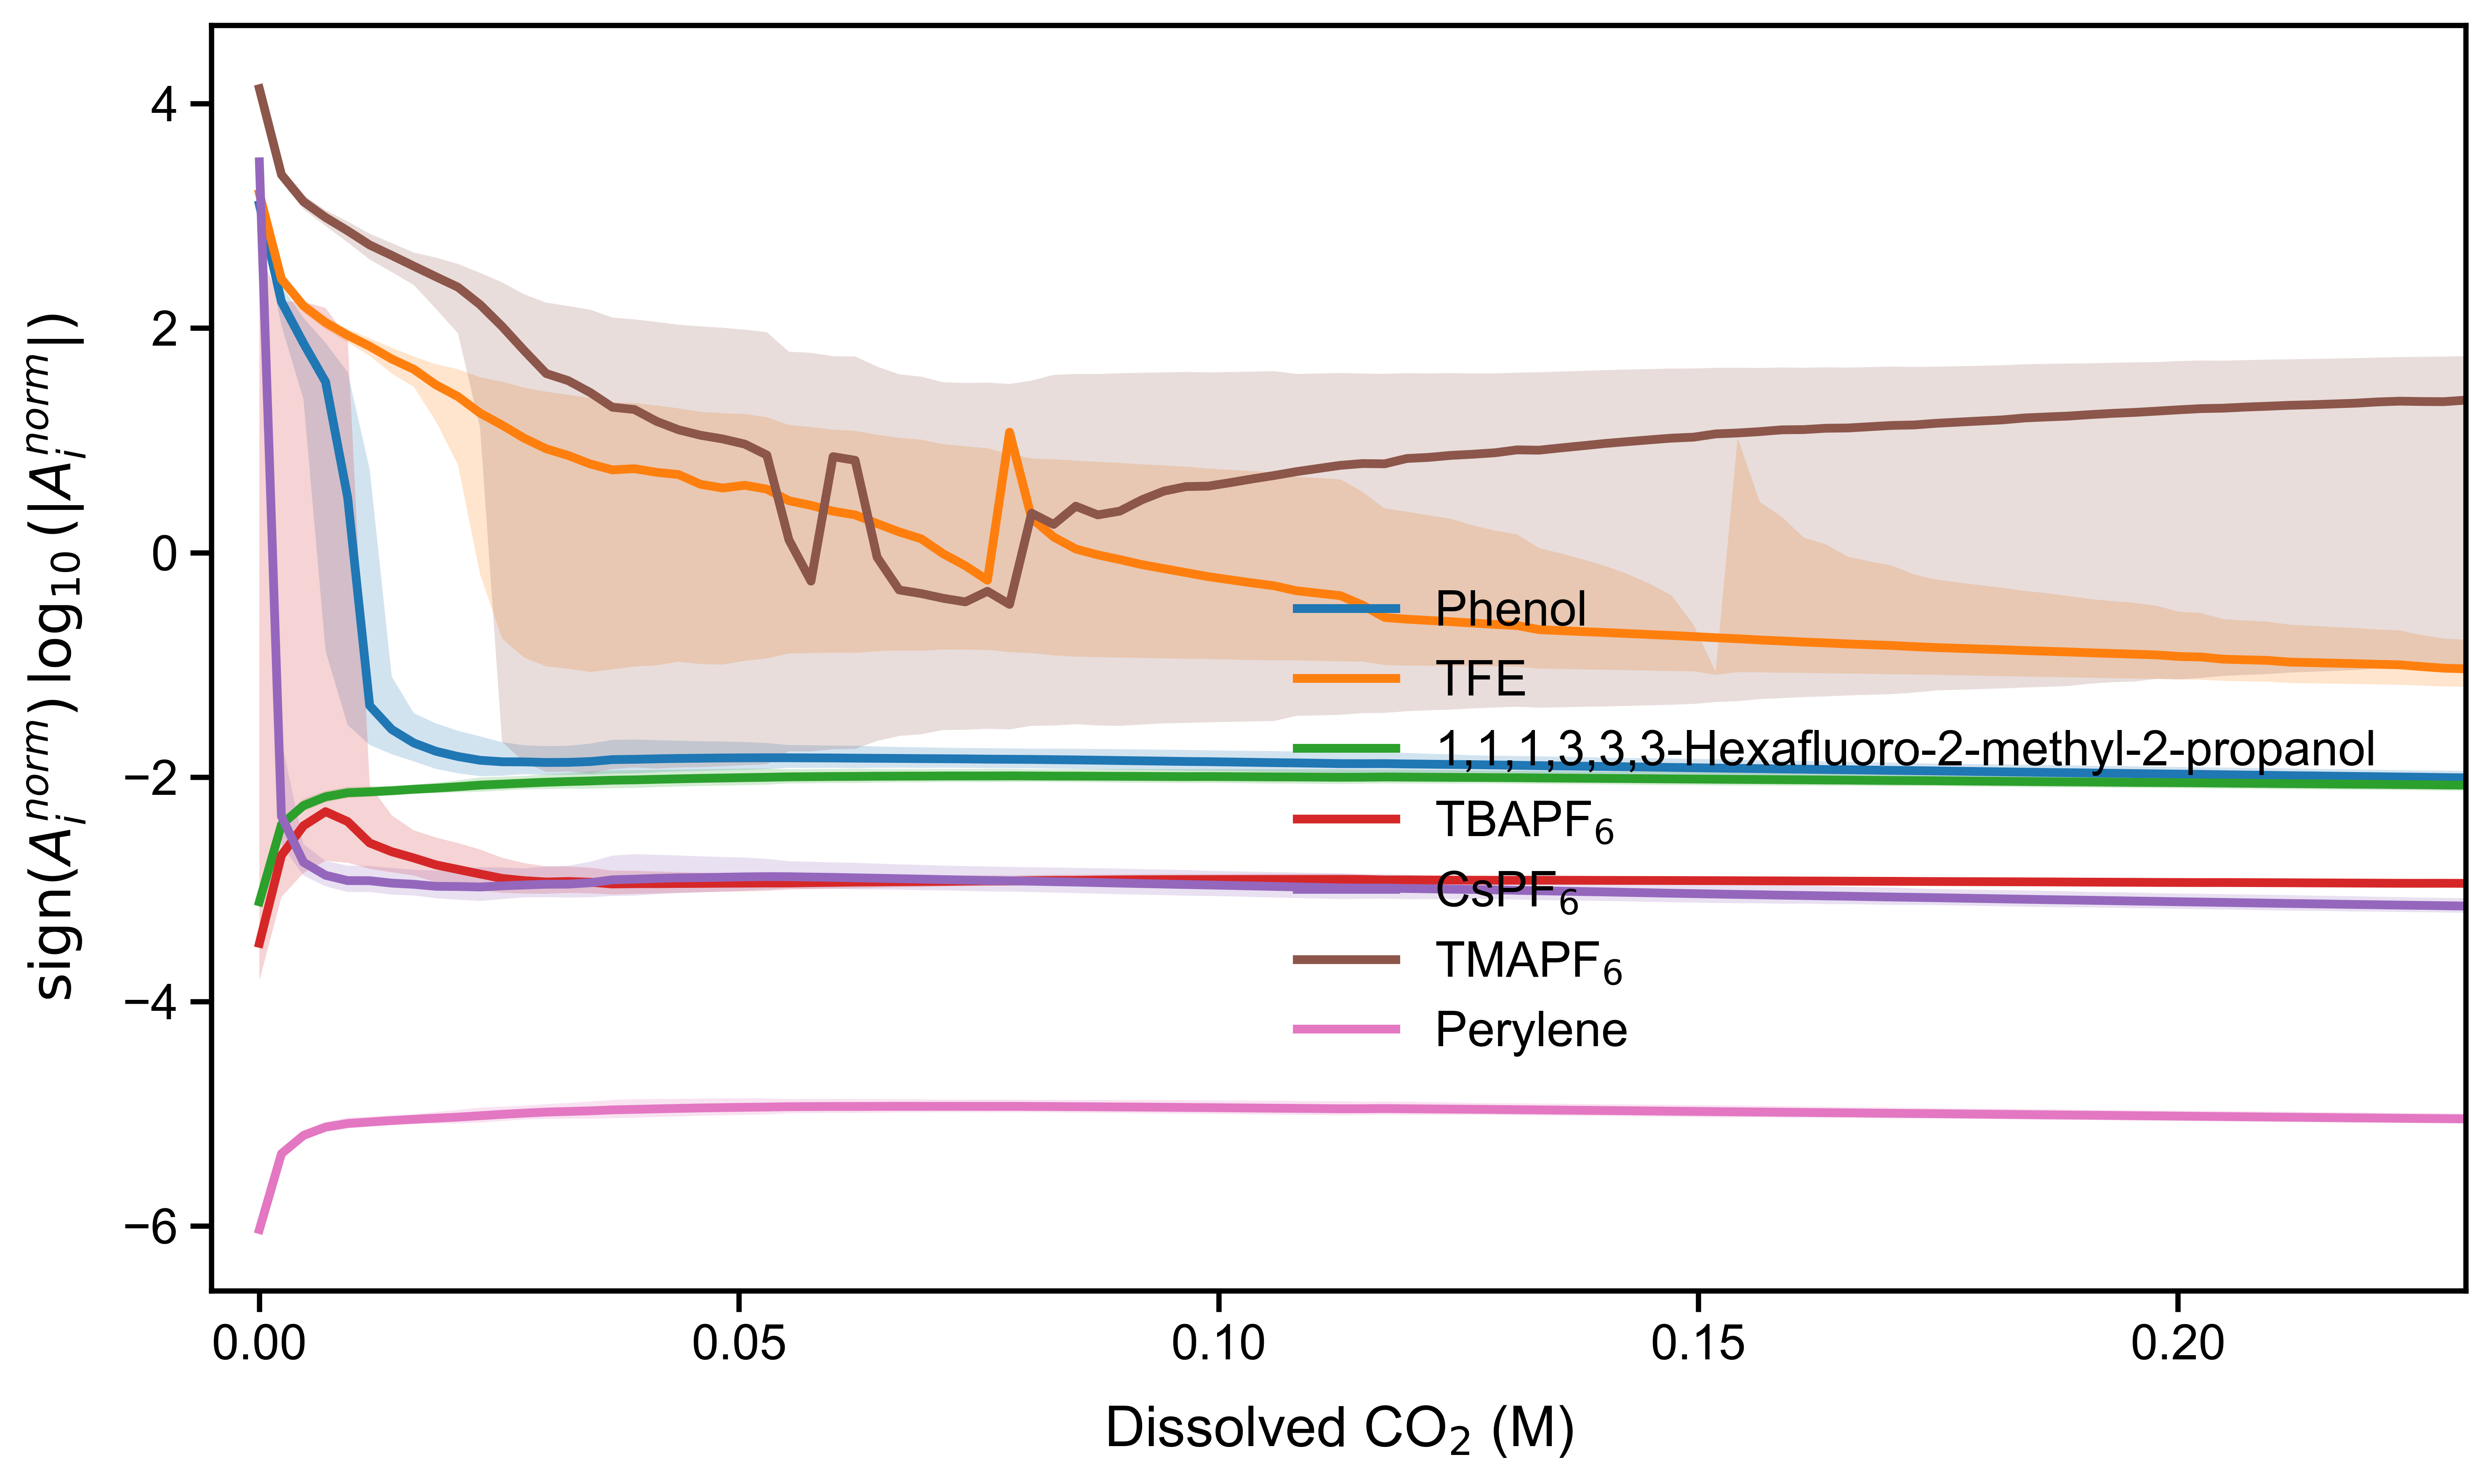 sign(A_i^norm) log₁₀ (|A_i^norm|)
4
2
0
−2
−4
−6
Phenol
TFE
1,1,1,3,3,3-Hexafluoro-2-methyl-2-propanol
TBAPF₆
CsPF₆
TMAPF₆
Perylene
0.00 0.05 0.10 0.15 0.20
Dissolved CO₂ (M)